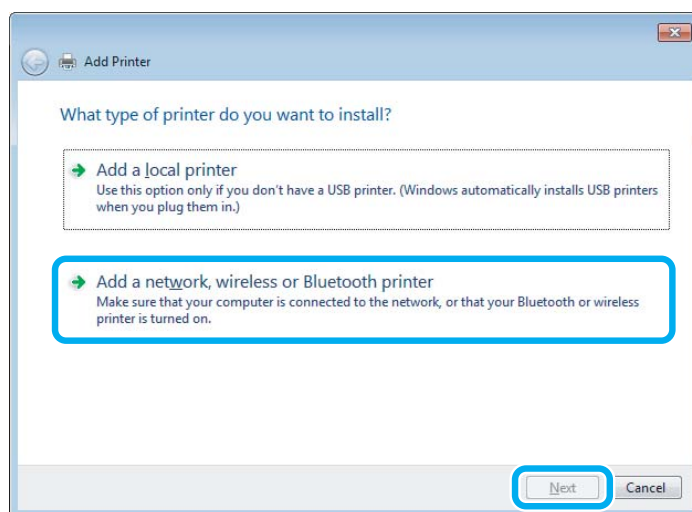 Add Printer
What type of printer do you want to install?
Add a local printer
Use this option only if you don't have a USB printer. (Windows automatically installs USB printers
when you plug them in.)
Add a network, wireless or Bluetooth printer
Make sure that your computer is connected to the network, or that your Bluetooth or wireless
printer is turned on.
Next Cancel